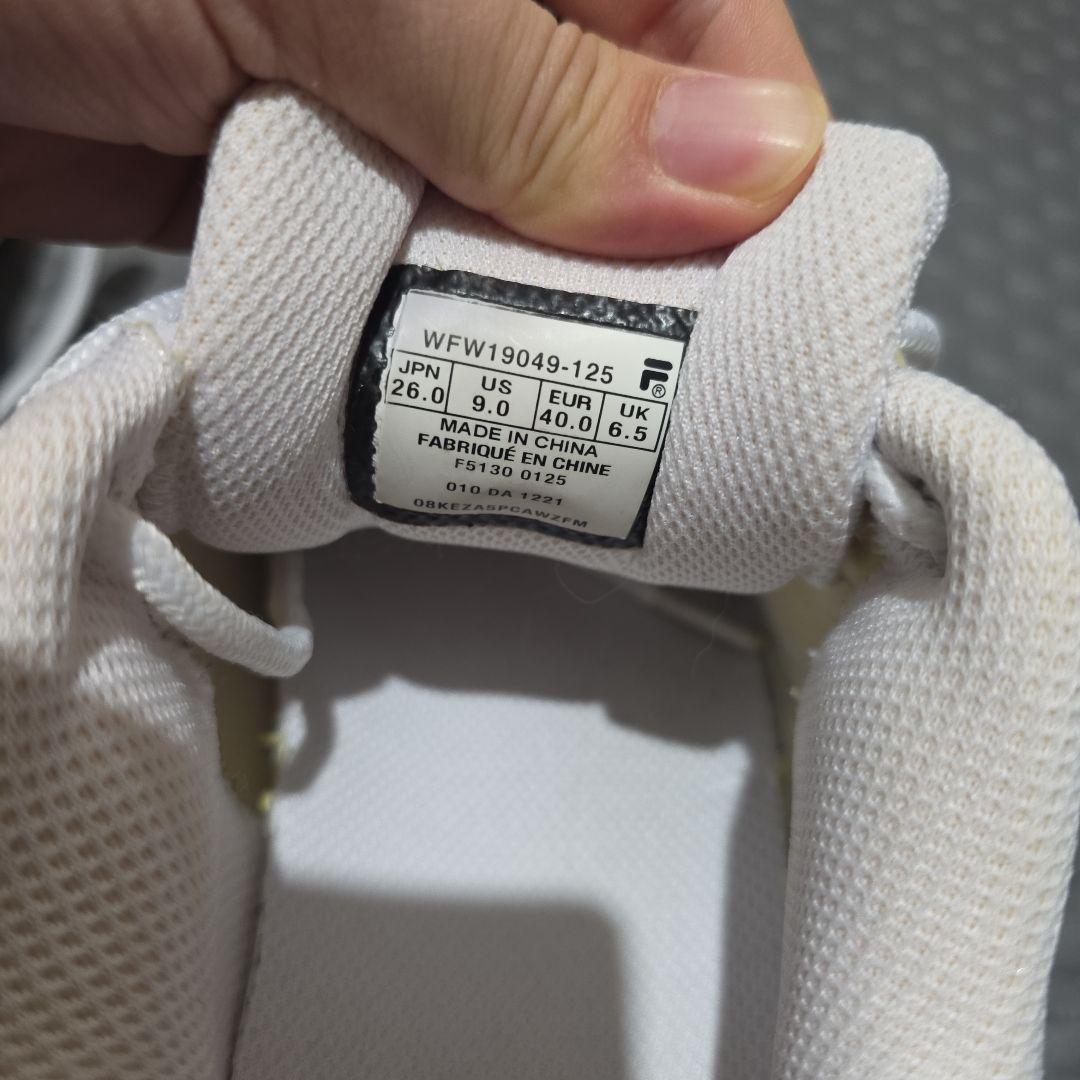 WFW19049-125
F®
JPN 26.0 US 9.0 EUR 40.0 UK 6.5
MADE IN CHINA
FABRIQUÉ EN CHINE
F5130 0125
010 DA 1221
08KEZASPCAWZFM